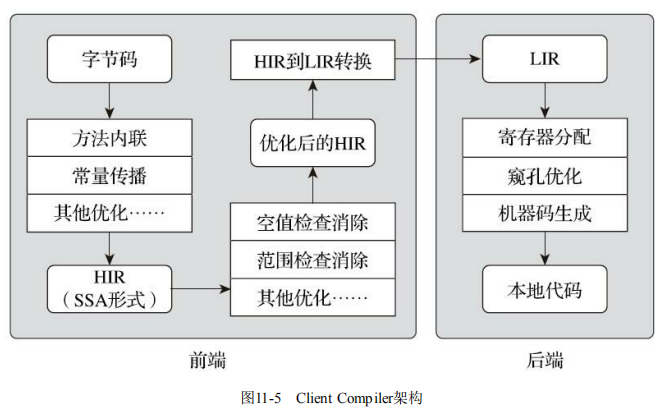 字节码
方法内联
常量传播
其他优化……
HIR
（SSA形式）
HIR到LIR转换
优化后的HIR
空值检查消除
范围检查消除
其他优化……
前端
LIR
寄存器分配
窥孔优化
机器码生成
本地代码
后端
图11-5 Client Compiler架构